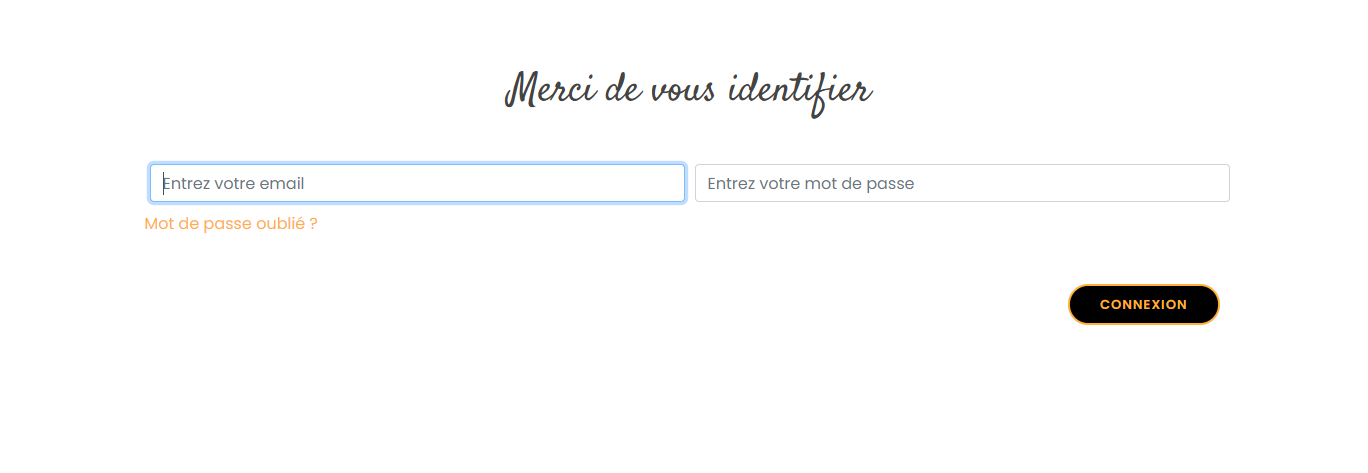 Merci de vous identifier
Entrez votre email
Entrez votre mot de passe
Mot de passe oublié ?
CONNEXION